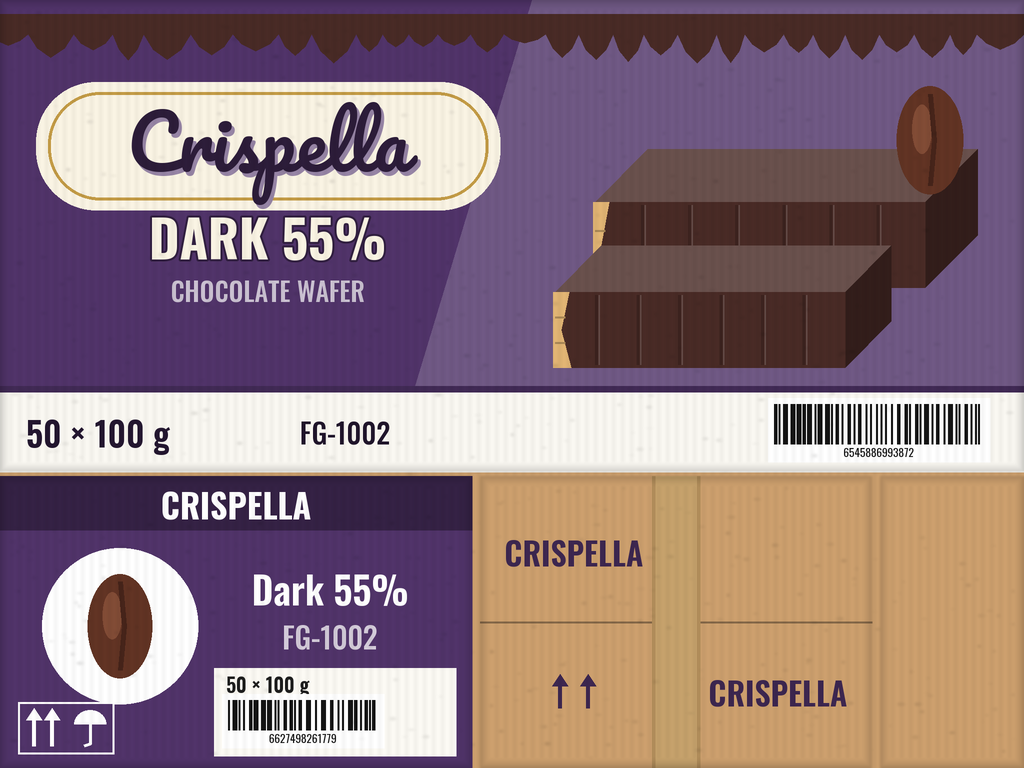 Crispella
DARK 55%
CHOCOLATE WAFER
50 × 100 g
FG-1002
6545886993872
CRISPELLA
Dark 55%
FG-1002
50 × 100 g
6627498261779
CRISPELLA
CRISPELLA